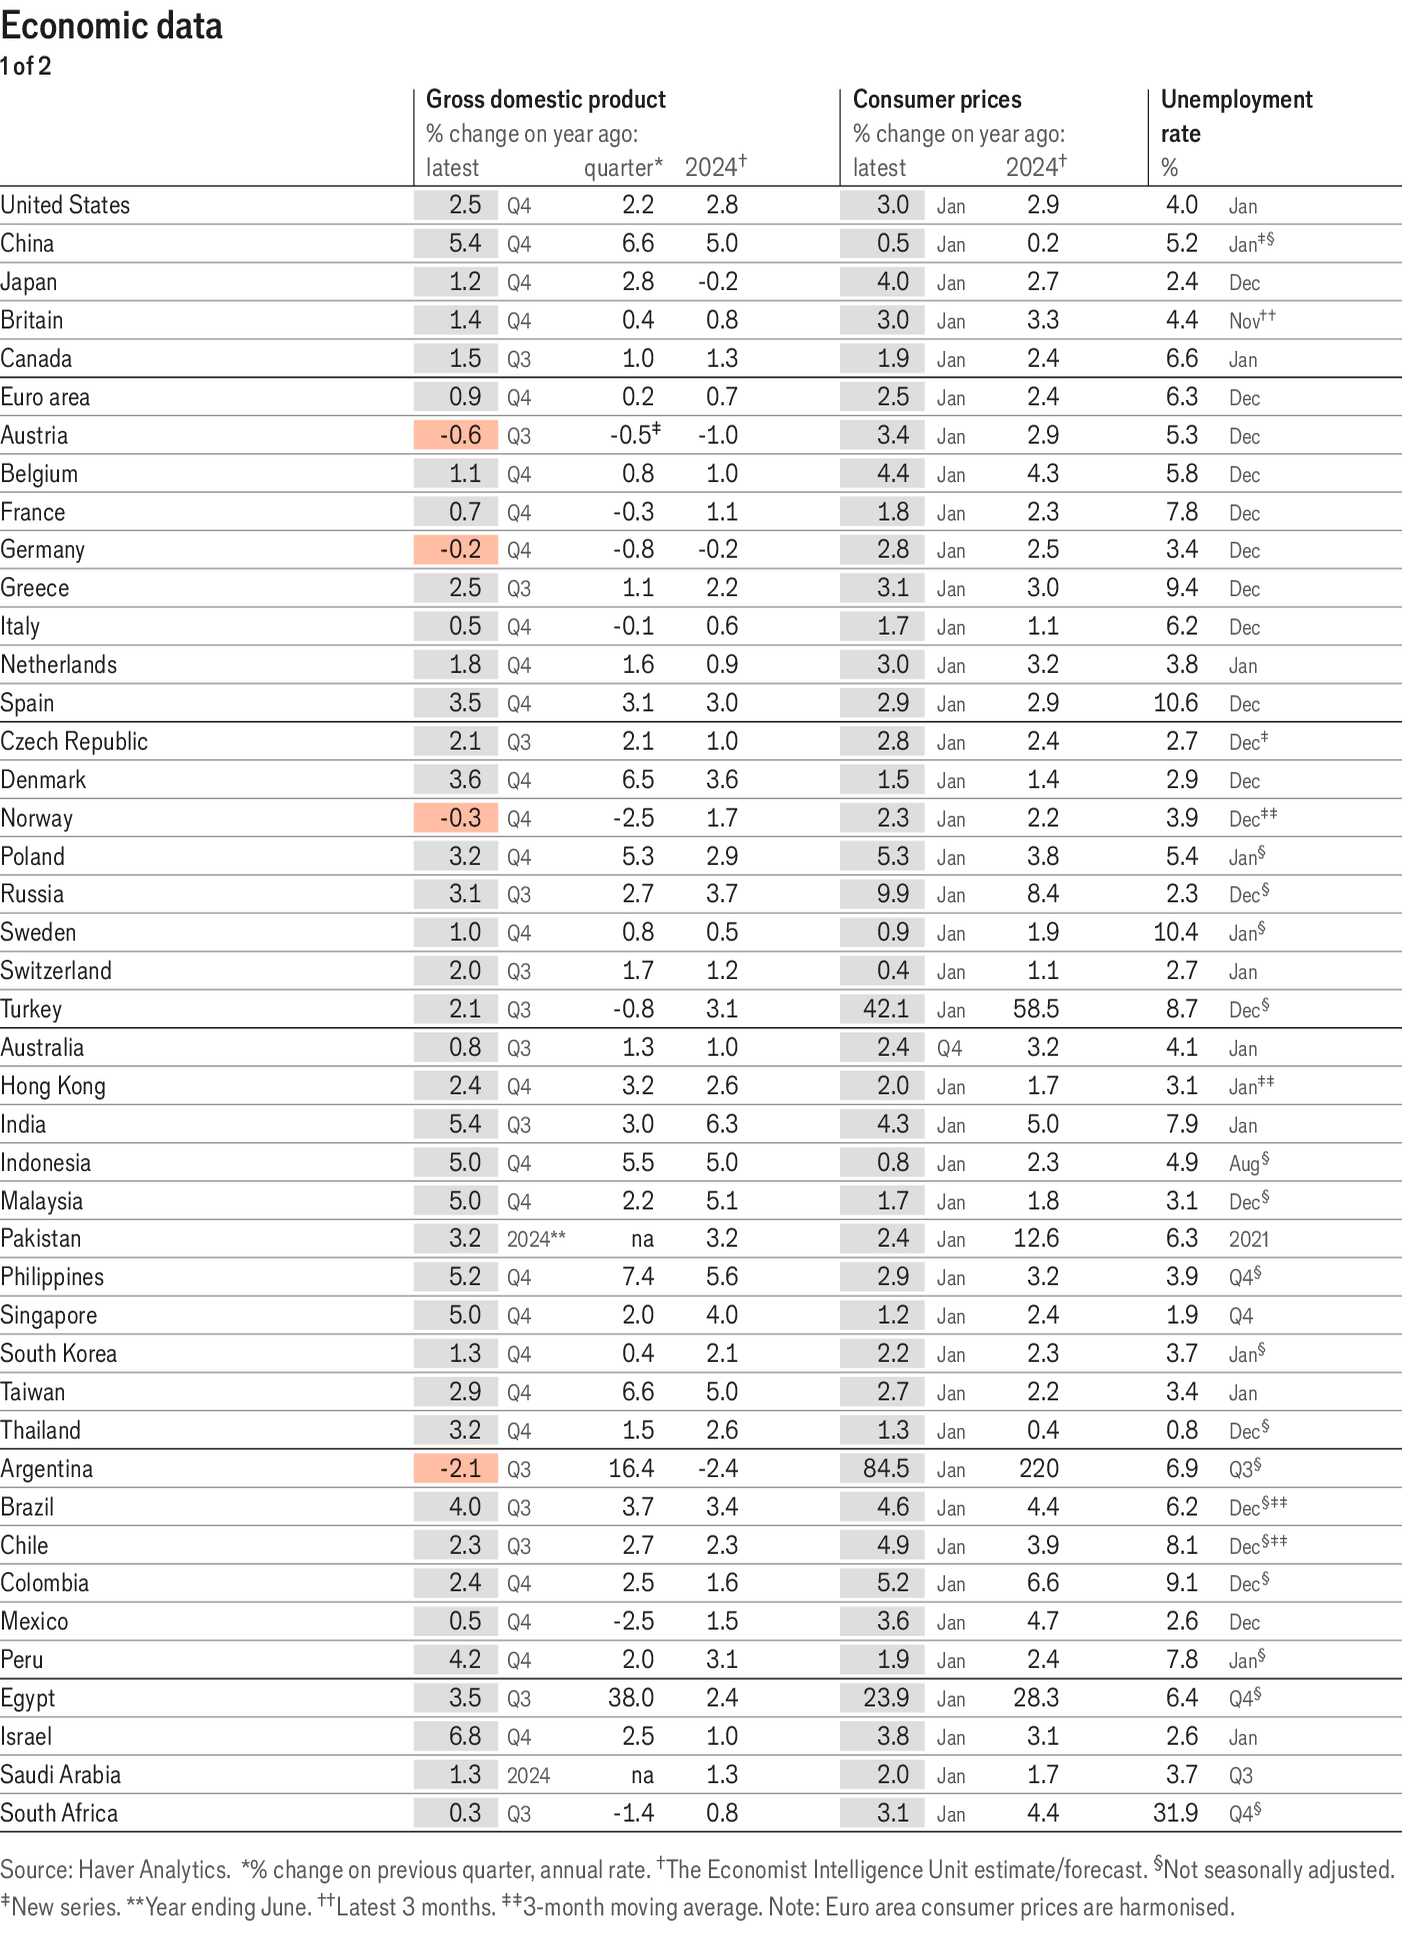 Economic data
1 of 2
Gross domestic product Consumer prices Unemployment
% change on year ago: % change on year ago: rate
latest quarter* 2024† latest 2024† %
United States 2.5 Q4 2.2 2.8 3.0 Jan 2.9 4.0 Jan
China 5.4 Q4 6.6 5.0 0.5 Jan 0.2 5.2 Jan‡§
Japan 1.2 Q4 2.8 -0.2 4.0 Jan 2.7 2.4 Dec
Britain 1.4 Q4 0.4 0.8 3.0 Jan 3.3 4.4 Nov††
Canada 1.5 Q3 1.0 1.3 1.9 Jan 2.4 6.6 Jan
Euro area 0.9 Q4 0.2 0.7 2.5 Jan 2.4 6.3 Dec
Austria -0.6 Q3 -0.5‡ -1.0 3.4 Jan 2.9 5.3 Dec
Belgium 1.1 Q4 0.8 1.0 4.4 Jan 4.3 5.8 Dec
France 0.7 Q4 -0.3 1.1 1.8 Jan 2.3 7.8 Dec
Germany -0.2 Q4 -0.8 -0.2 2.8 Jan 2.5 3.4 Dec
Greece 2.5 Q3 1.1 2.2 3.1 Jan 3.0 9.4 Dec
Italy 0.5 Q4 -0.1 0.6 1.7 Jan 1.1 6.2 Dec
Netherlands 1.8 Q4 1.6 0.9 3.0 Jan 3.2 3.8 Jan
Spain 3.5 Q4 3.1 3.0 2.9 Jan 2.9 10.6 Dec
Czech Republic 2.1 Q3 2.1 1.0 2.8 Jan 2.4 2.7 Dec‡
Denmark 3.6 Q4 6.5 3.6 1.5 Jan 1.4 2.9 Dec
Norway -0.3 Q4 -2.5 1.7 2.3 Jan 2.2 3.9 Dec‡‡
Poland 3.2 Q4 5.3 2.9 5.3 Jan 3.8 5.4 Jan§
Russia 3.1 Q3 2.7 3.7 9.9 Jan 8.4 2.3 Dec§
Sweden 1.0 Q4 0.8 0.5 0.9 Jan 1.9 10.4 Jan§
Switzerland 2.0 Q3 1.7 1.2 0.4 Jan 1.1 2.7 Jan
Turkey 2.1 Q3 -0.8 3.1 42.1 Jan 58.5 8.7 Dec§
Australia 0.8 Q3 1.3 1.0 2.4 Q4 3.2 4.1 Jan
Hong Kong 2.4 Q4 3.2 2.6 2.0 Jan 1.7 3.1 Jan‡‡
India 5.4 Q3 3.0 6.3 4.3 Jan 5.0 7.9 Jan
Indonesia 5.0 Q4 5.5 5.0 0.8 Jan 2.3 4.9 Aug§
Malaysia 5.0 Q4 2.2 5.1 1.7 Jan 1.8 3.1 Dec§
Pakistan 3.2 2024** na 3.2 2.4 Jan 12.6 6.3 2021
Philippines 5.2 Q4 7.4 5.6 2.9 Jan 3.2 3.9 Q4§
Singapore 5.0 Q4 2.0 4.0 1.2 Jan 2.4 1.9 Q4
South Korea 1.3 Q4 0.4 2.1 2.2 Jan 2.3 3.7 Jan§
Taiwan 2.9 Q4 6.6 5.0 2.7 Jan 2.2 3.4 Jan
Thailand 3.2 Q4 1.5 2.6 1.3 Jan 0.4 0.8 Dec§
Argentina -2.1 Q3 16.4 -2.4 84.5 Jan 220 6.9 Q3§
Brazil 4.0 Q3 3.7 3.4 4.6 Jan 4.4 6.2 Dec§‡‡
Chile 2.3 Q3 2.7 2.3 4.9 Jan 3.9 8.1 Dec§‡‡
Colombia 2.4 Q4 2.5 1.6 5.2 Jan 6.6 9.1 Dec§
Mexico 0.5 Q4 -2.5 1.5 3.6 Jan 4.7 2.6 Dec
Peru 4.2 Q4 2.0 3.1 1.9 Jan 2.4 7.8 Jan§
Egypt 3.5 Q3 38.0 2.4 23.9 Jan 28.3 6.4 Q4§
Israel 6.8 Q4 2.5 1.0 3.8 Jan 3.1 2.6 Jan
Saudi Arabia 1.3 2024 na 1.3 2.0 Jan 1.7 3.7 Q3
South Africa 0.3 Q3 -1.4 0.8 3.1 Jan 4.4 31.9 Q4§
Source: Haver Analytics. *% change on previous quarter, annual rate. †The Economist Intelligence Unit estimate/forecast. §Not seasonally adjusted.
‡New series. **Year ending June. ††Latest 3 months. ‡‡3-month moving average. Note: Euro area consumer prices are harmonised.